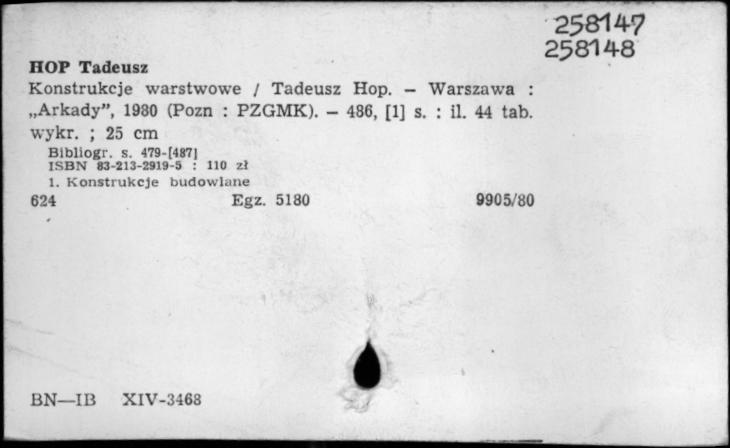 258147
258148
HOP Tadeusz
Konstrukcje warstwowe / Tadeusz Hop. — Warszawa :
„Arkady”, 1980 (Pozn : PZGMK). — 486, [1] s. : il. 44 tab.
wykr. ; 25 cm
Bibliogr. s. 479-[487]
ISBN 83-213-2919-5 : 110 zł
1. Konstrukcje budowlane
624 Egz. 5180 9905/80
BN—IB XIV-3468